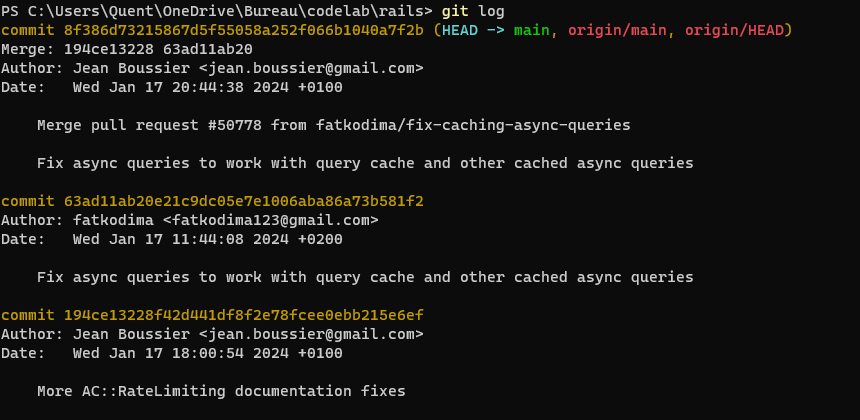 PS C:\Users\Quent\OneDrive\Bureau\codelab\rails> git log
commit 8f386d73215867d5f55058a252f066b1040a7f2b (HEAD -> main, origin/main, origin/HEAD)
Merge: 194ce13228 63ad11ab20
Author: Jean Boussier <jean.boussier@gmail.com>
Date:   Wed Jan 17 20:44:38 2024 +0100
    Merge pull request #50778 from fatkodima/fix-caching-async-queries
    Fix async queries to work with query cache and other cached async queries
commit 63ad11ab20e21c9dc05e7e1006aba86a73b581f2
Author: fatkodima <fatkodima123@gmail.com>
Date:   Wed Jan 17 11:44:08 2024 +0200
    Fix async queries to work with query cache and other cached async queries
commit 194ce13228f42d441df8f2e78fcee0ebb215e6ef
Author: Jean Boussier <jean.boussier@gmail.com>
Date:   Wed Jan 17 18:00:54 2024 +0100
    More AC::RateLimiting documentation fixes